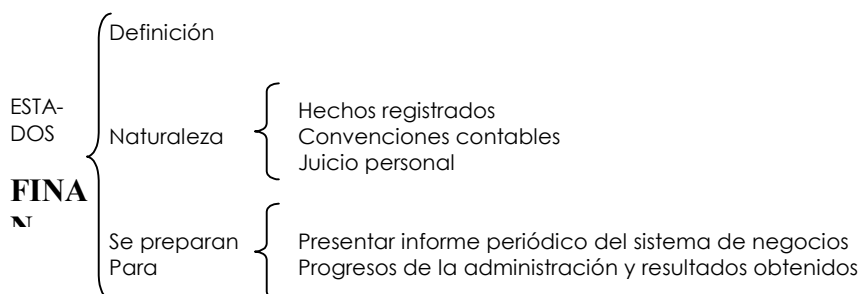 Definición
ESTA-
DOS
FINA
N
Naturaleza
Hechos registrados
Convenciones contables
Juicio personal
Se preparan
Para
Presentar informe periódico del sistema de negocios
Progresos de la administración y resultados obtenidos